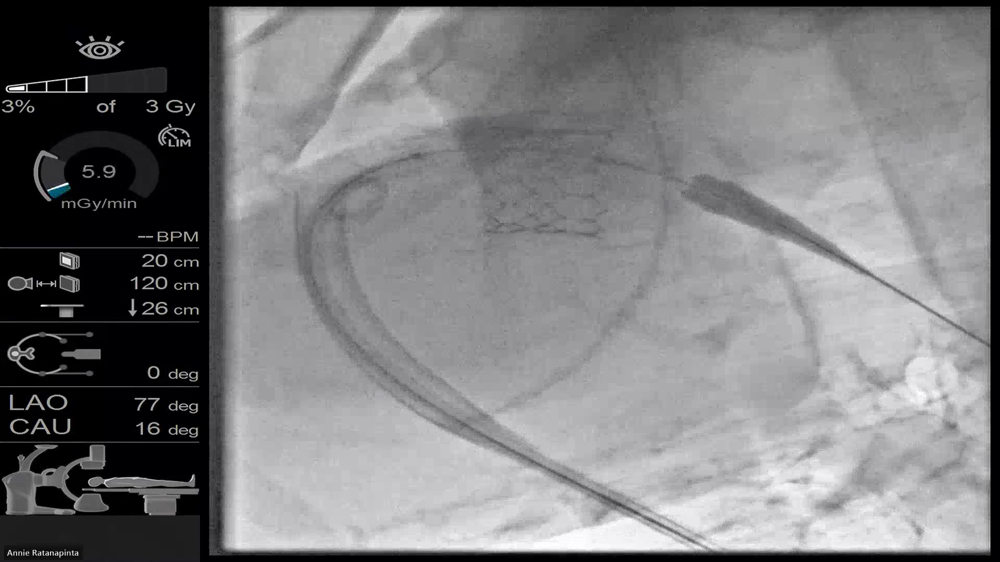 3% of 3 Gy
LIM
5.9
mGy/min
--BPM
20 cm
120 cm
↓26 cm
0 deg
LAO 77 deg
CAU 16 deg
Annie Ratanapinta